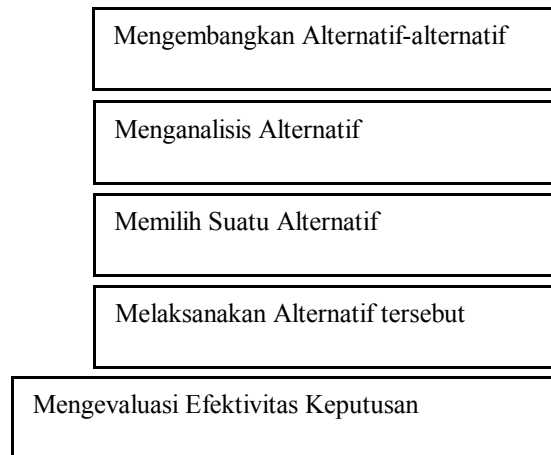 Mengembangkan Alternatif-alternatif
Menganalisis Alternatif
Memilih Suatu Alternatif
Melaksanakan Alternatif tersebut
Mengevaluasi Efektivitas Keputusan